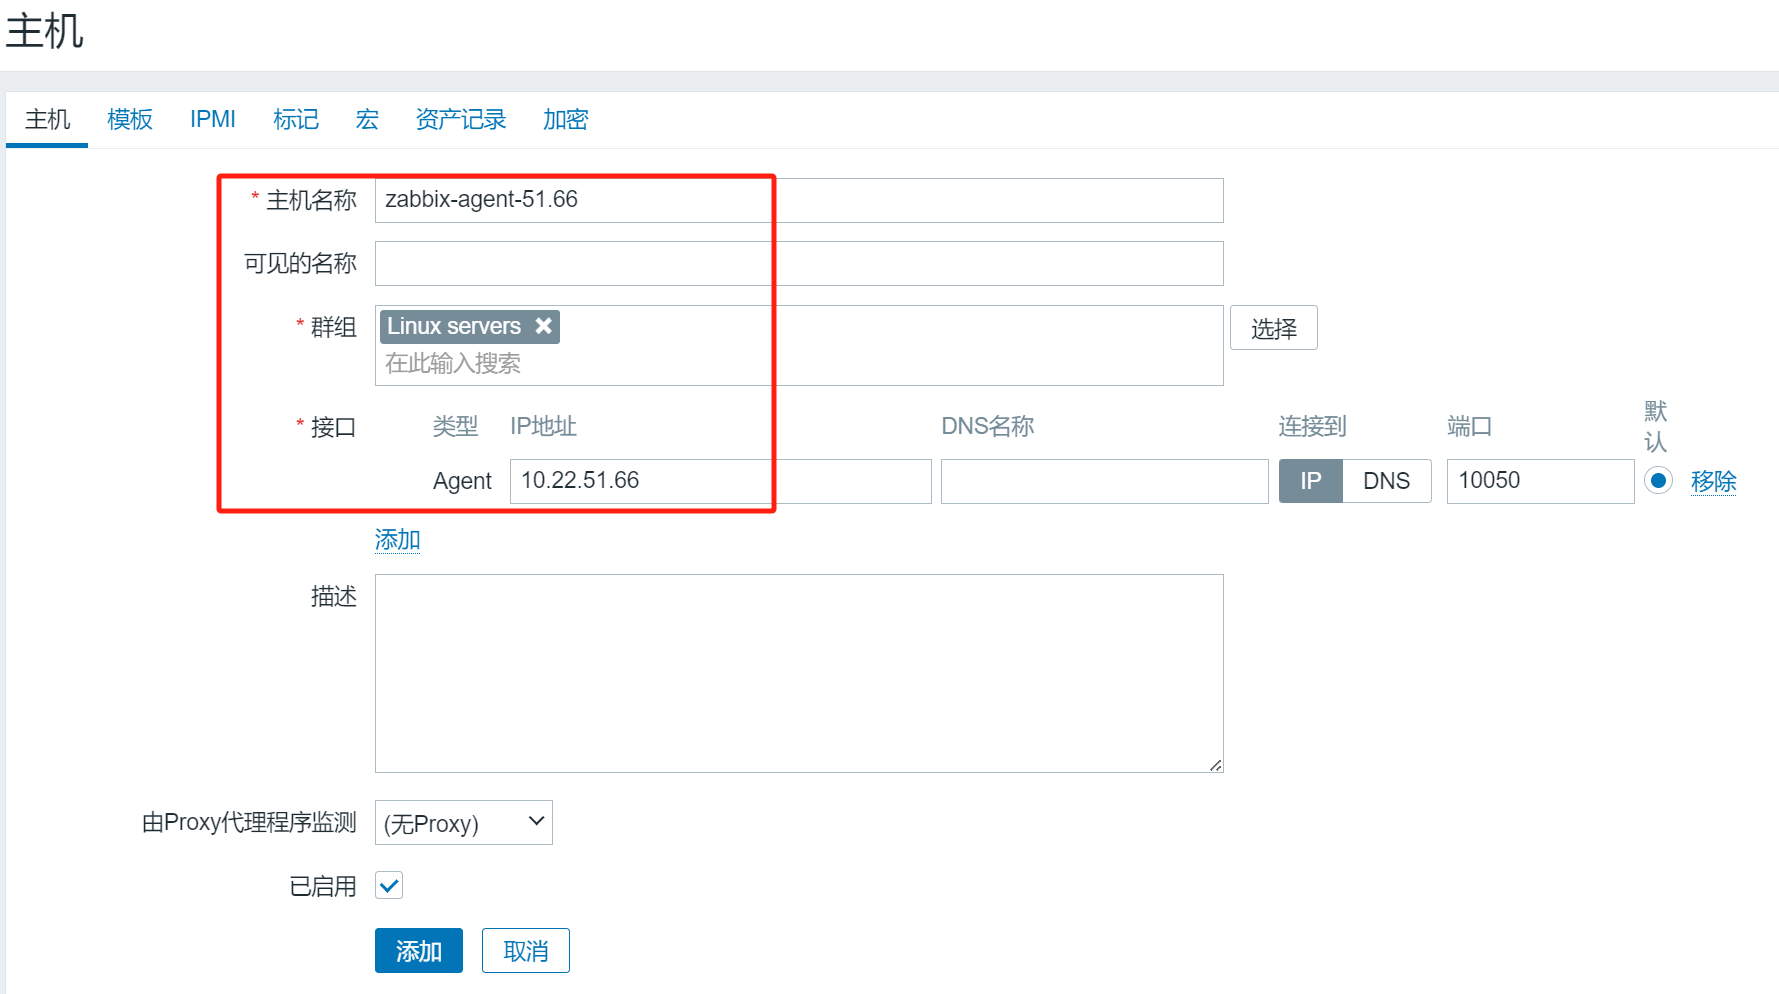 主机
主机 模板 IPMI 标记 宏 资产记录 加密
* 主机名称 zabbix-agent-51.66
可见的名称
* 群组 Linux servers 选择
在此输入搜索
* 接口 类型 IP地址 DNS名称 连接到 端口 默认
Agent 10.22.51.66 IP DNS 10050 移除
添加
描述
由Proxy代理程序监测 (无Proxy)
已启用
添加 取消